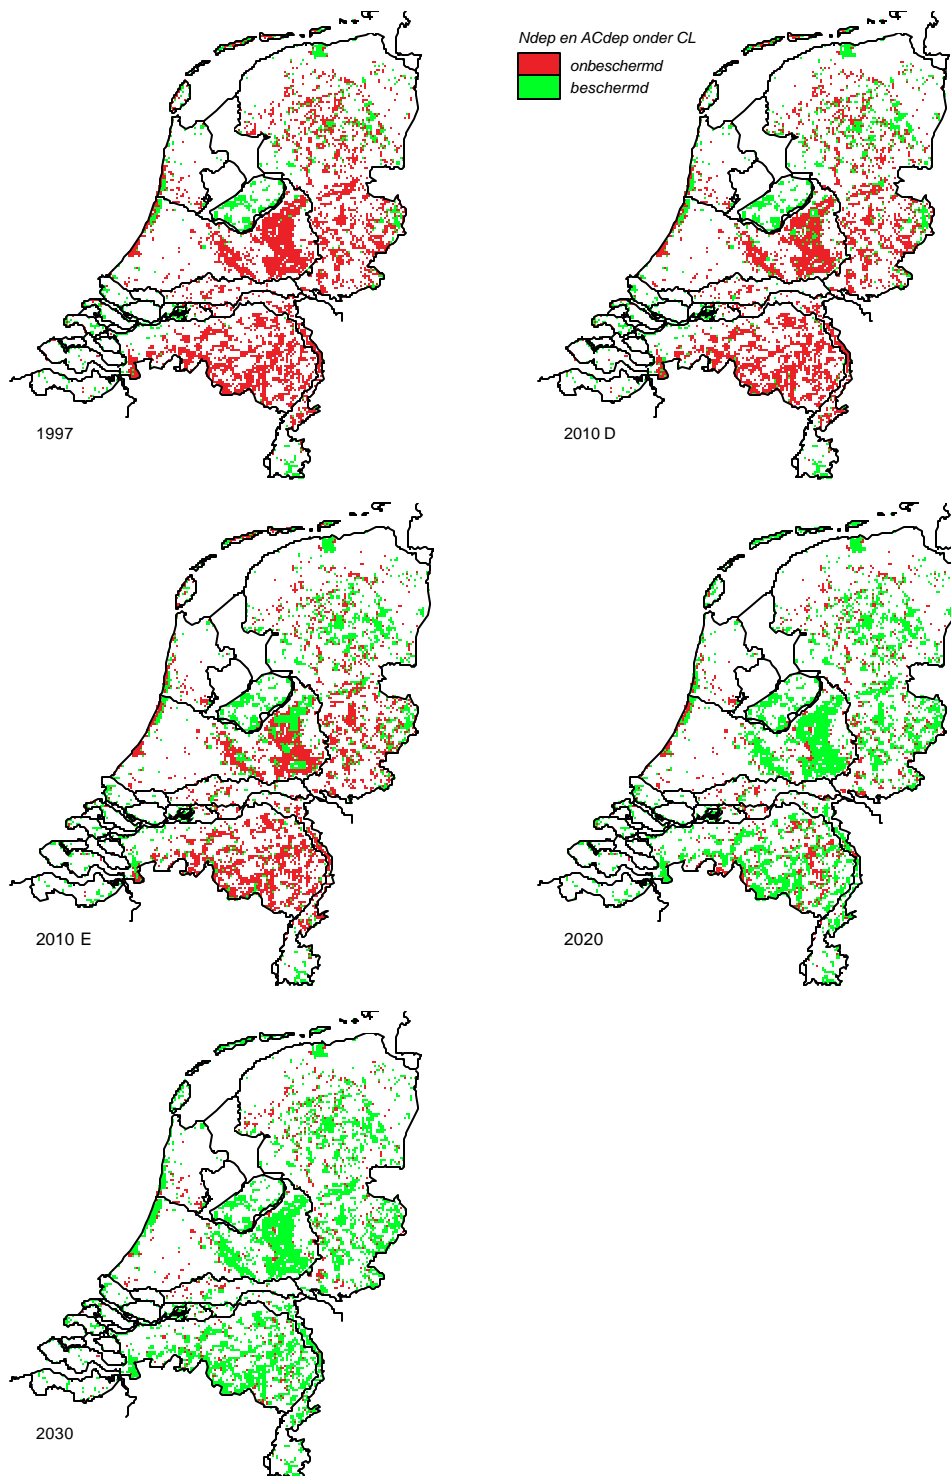 Ndep en ACdep onder CL
onbeschermd
beschermd
1997
2010 D
2010 E
2020
2030